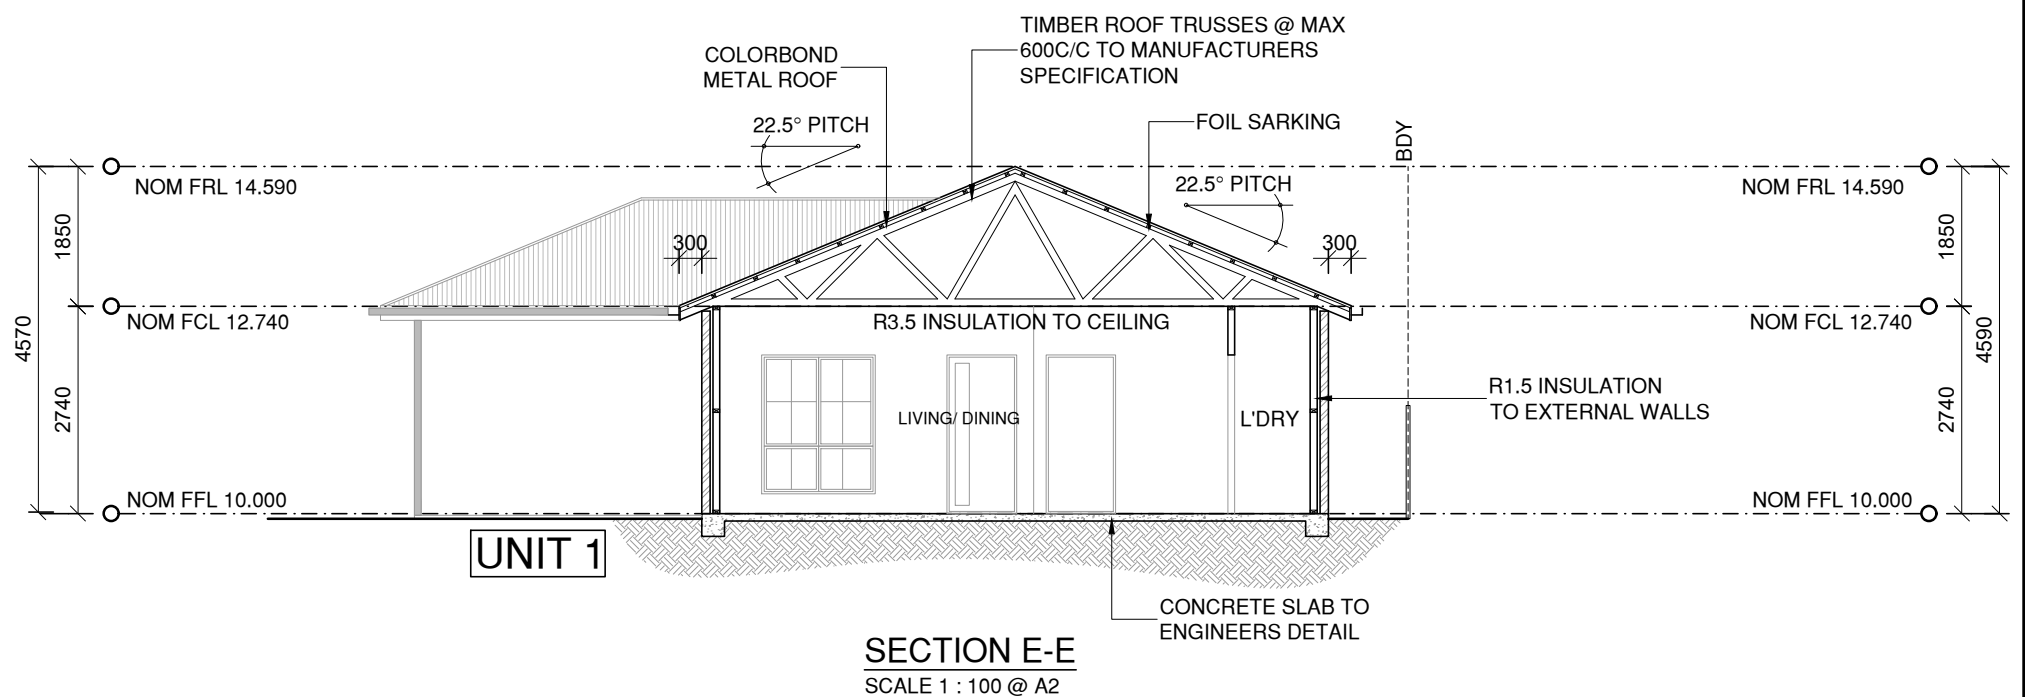 TIMBER ROOF TRUSSES @ MAX
600C/C TO MANUFACTURERS
SPECIFICATION
COLORBOND
METAL ROOF
22.5° PITCH
FOIL SARKING
BDY
NOM FRL 14.590
NOM FRL 14.590
22.5° PITCH
1850
300
300
1850
4570
NOM FCL 12.740
R3.5 INSULATION TO CEILING
NOM FCL 12.740
4590
2740
LIVING/ DINING
L'DRY
R1.5 INSULATION
TO EXTERNAL WALLS
2740
NOM FFL 10.000
NOM FFL 10.000
UNIT 1
CONCRETE SLAB TO
ENGINEERS DETAIL
SECTION E-E
SCALE 1 : 100 @ A2